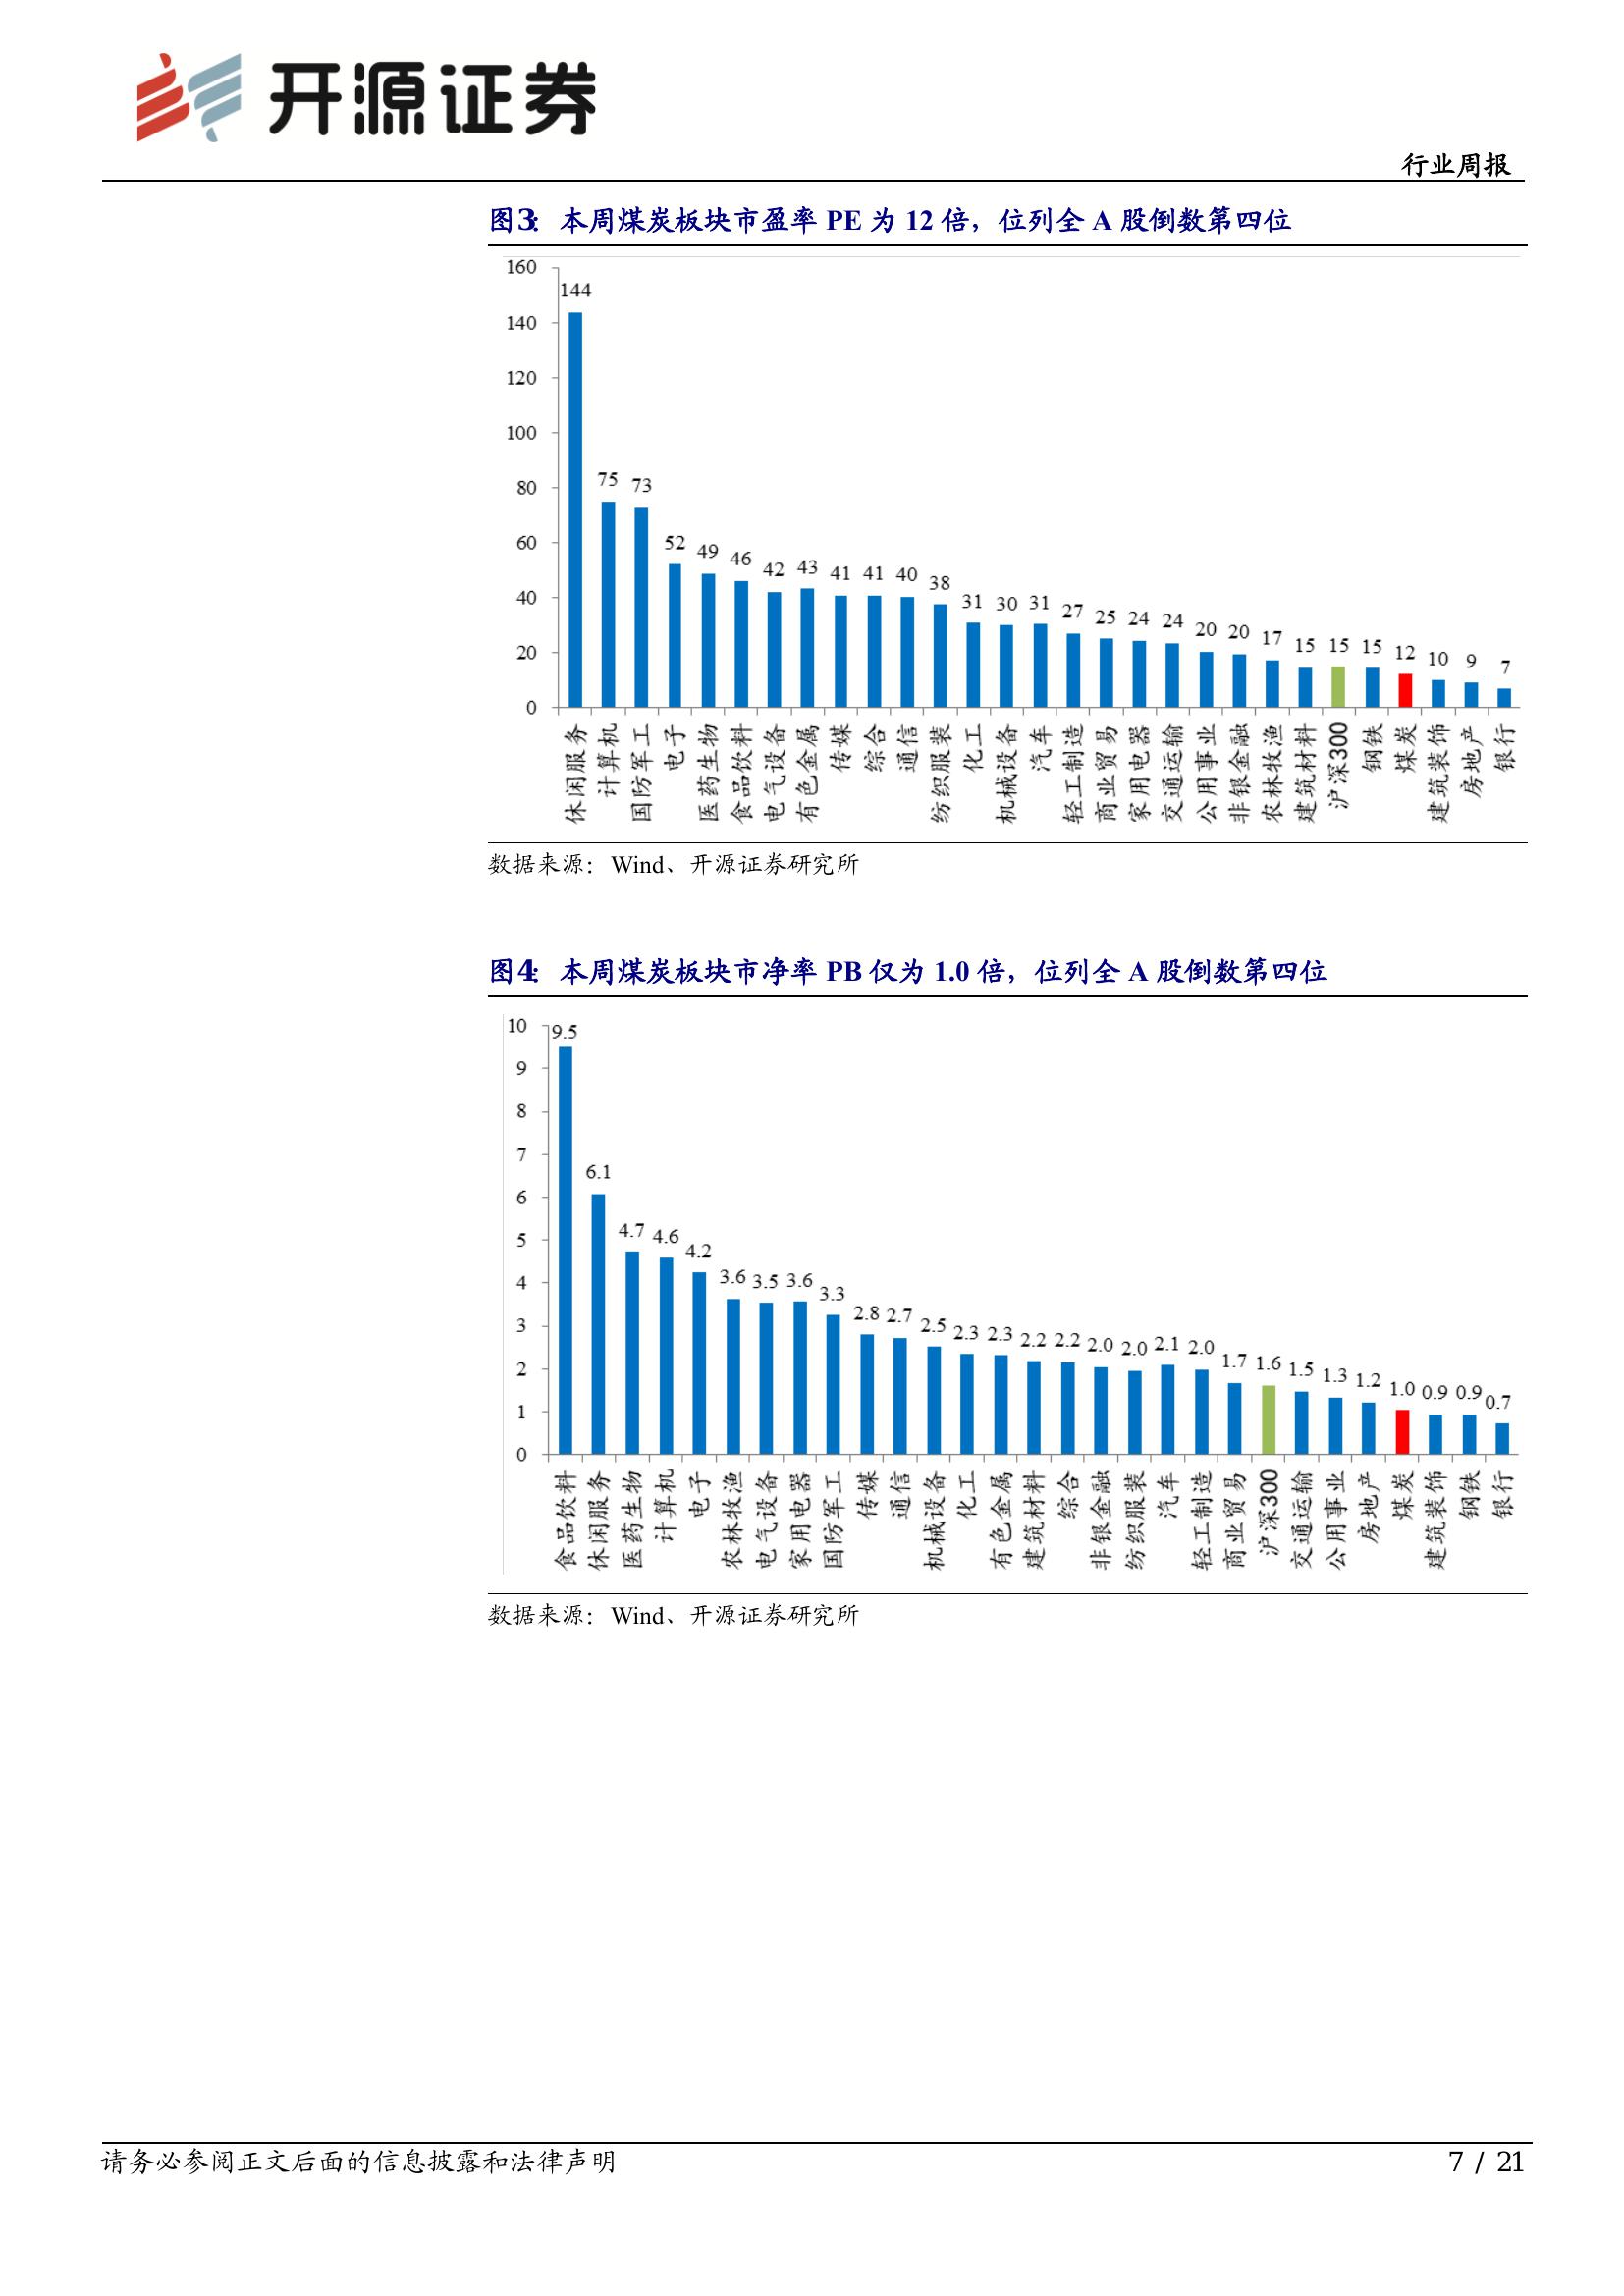 开源证券
行业周报
图3： 本周煤炭板块市盈率 PE 为 12 倍，位列全 A 股倒数第四位
160
140
120
100
80
60
40
20
0
144
75
73
52
49
46
42
43
41
41
40
38
31
30
31
27
25
24
24
20
20
17
15
15
15
12
10
9
7
休闲服务
计算机
国防军工
电子
医药生物
食品饮料
电气设备
有色金属
传媒
综合
通信
纺织服装
化工
机械设备
汽车
轻工制造
商业贸易
家用电器
交通运输
公用事业
非银金融
农林牧渔
建筑材料
沪深300
钢铁
煤炭
建筑装饰
房地产
银行
数据来源：Wind、开源证券研究所
图4： 本周煤炭板块市净率 PB 仅为 1.0 倍，位列全 A 股倒数第四位
10
9
8
7
6
5
4
3
2
1
0
9.5
6.1
4.7
4.6
4.2
3.6
3.5
3.6
3.3
2.8
2.7
2.5
2.3
2.3
2.2
2.2
2.0
2.0
2.1
2.0
1.7
1.6
1.5
1.3
1.2
1.0
0.9
0.9
0.7
食品饮料
休闲服务
医药生物
计算机
电子
农林牧渔
电气设备
家用电器
国防军工
传媒
通信
机械设备
化工
有色金属
建筑材料
综合
非银金融
纺织服装
汽车
轻工制造
商业贸易
沪深300
交通运输
公用事业
房地产
煤炭
建筑装饰
钢铁
银行
数据来源：Wind、开源证券研究所
请务必参阅正文后面的信息披露和法律声明
7 / 21